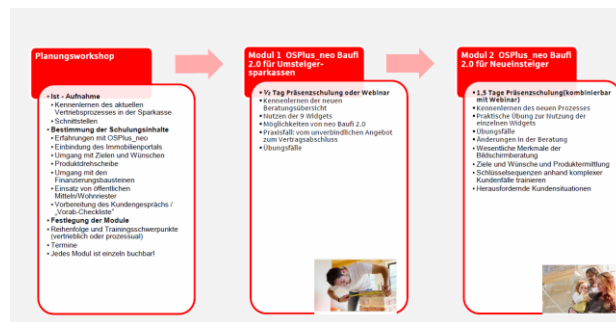 Planungsworkshop
• Ist - Aufnahme
• Kennenlernen des aktuellen
Vertriebsprozesses in der Sparkasse
• Schnittstellen
• Bestimmung der Schulungsinhalte
• Erfahrungen mit OSPlus_neo
• Einbindung des Immobilienportals
• Umgang mit Zielen und Wünschen
• Produktdrehscheibe
• Umgang mit den
Finanzierungsbausteinen
• Einsatz von öffentlichen
Mitteln/Wohnriester
• Vorbereitung des Kundengesprächs /
„Vorab-Checkliste"
• Festlegung der Module
• Reihenfolge und Trainingsschwerpunkte
(vertrieblich oder prozessual)
• Termine
• Jedes Modul ist einzeln buchbar!
Modul 1 OSPlus_neo Baufi
2.0 für Umsteiger-
sparkassen
• ½ Tag Präsenzschulung oder Webinar
• Kennenlernen der neuen
Beratungsübersicht
• Nutzen der 9 Widgets
• Möglichkeiten von neo Baufi 2.0
• Praxisfall: vom unverbindlichen Angebot
zum Vertragsabschluss
• Übungsfälle
Modul 2 OSPlus_neo Baufi
2.0 für Neueinsteiger
• 1,5 Tage Präsenzschulung(kombinierbar
mit Webinar)
• Kennenlernen des neuen Prozesses
• Praktische Übung zur Nutzung der
einzelnen Widgets
• Übungsfälle
• Änderungen in der Beratung
• Wesentliche Merkmale der
Bildschirmberatung
• Ziele und Wünsche und Produktermittlung
• Schlüsselsequenzen anhand komplexer
Kundenfälle trainieren
• Herausfordernde Kundensituationen